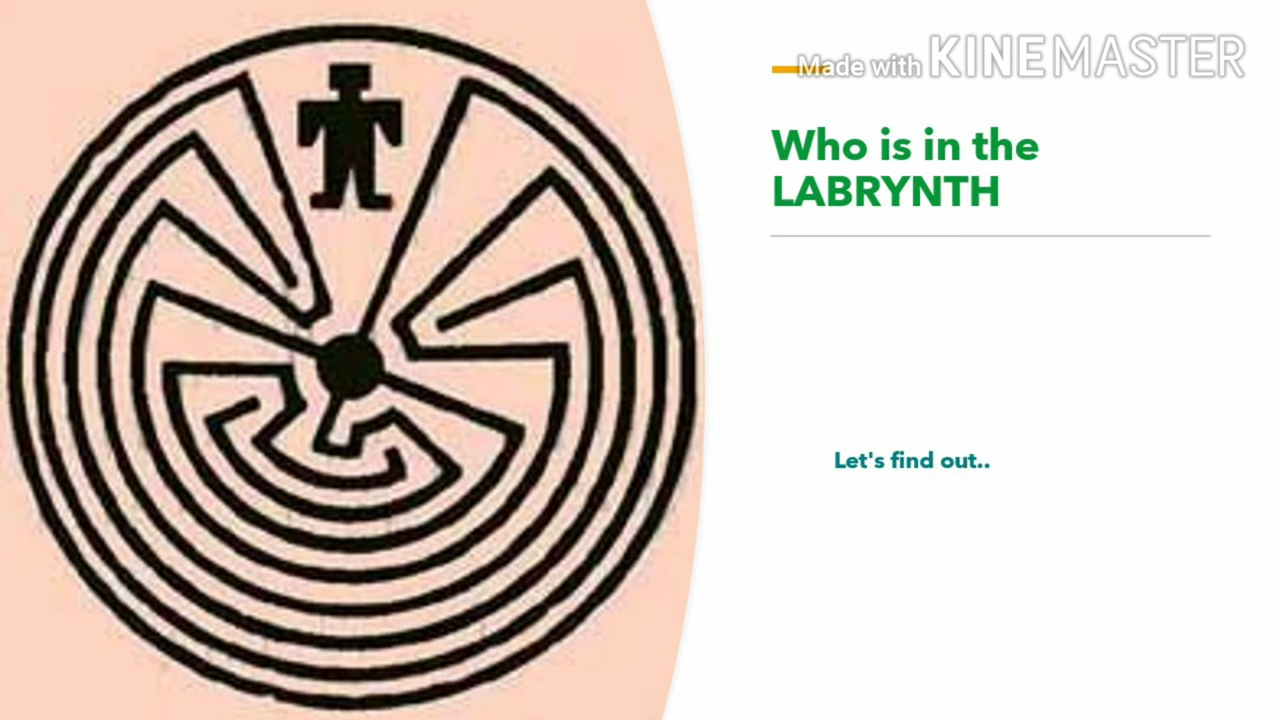 Made with KINEMASTER
Who is in the
LABRYNTH
Let's find out..